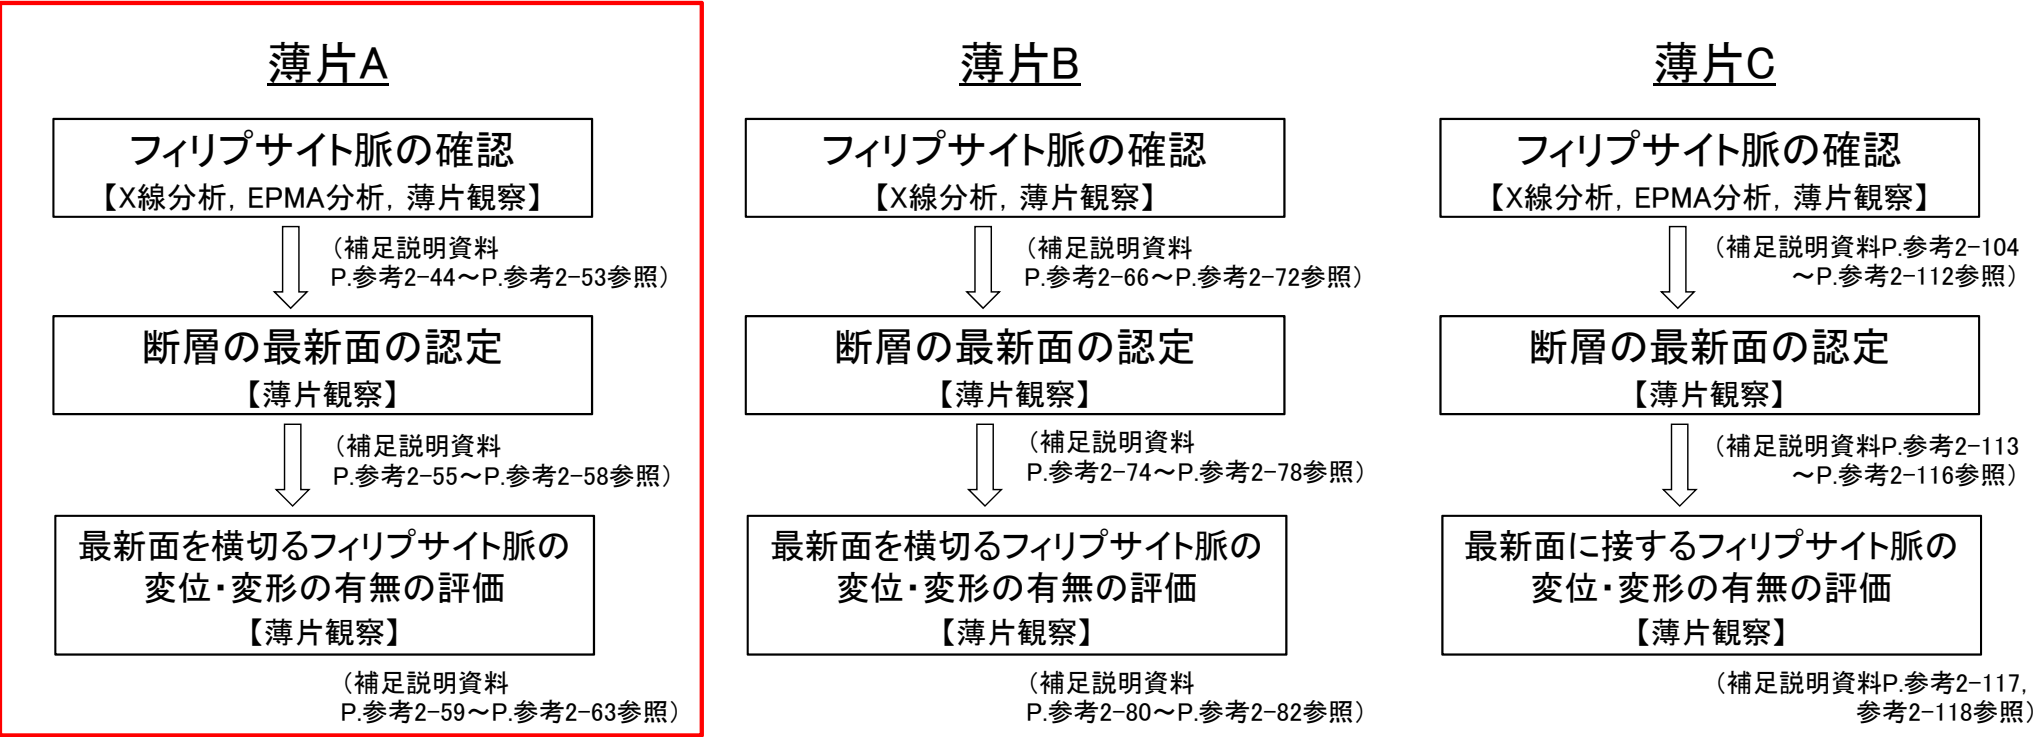 薄片A
フィリプサイト脈の確認
【X線分析，EPMA分析，薄片観察】
（補足説明資料
P.参考2-44～P.参考2-53参照）
断層の最新面の認定
【薄片観察】
（補足説明資料
P.参考2-55～P.参考2-58参照）
最新面を横切るフィリプサイト脈の
変位・変形の有無の評価
【薄片観察】
（補足説明資料
P.参考2-59～P.参考2-63参照）
薄片B
フィリプサイト脈の確認
【X線分析，薄片観察】
（補足説明資料
P.参考2-66～P.参考2-72参照）
断層の最新面の認定
【薄片観察】
（補足説明資料
P.参考2-74～P.参考2-78参照）
最新面を横切るフィリプサイト脈の
変位・変形の有無の評価
【薄片観察】
（補足説明資料
P.参考2-80～P.参考2-82参照）
薄片C
フィリプサイト脈の確認
【X線分析，EPMA分析，薄片観察】
（補足説明資料P.参考2-104
～P.参考2-112参照）
断層の最新面の認定
【薄片観察】
（補足説明資料P.参考2-113
～P.参考2-116参照）
最新面に接するフィリプサイト脈の
変位・変形の有無の評価
【薄片観察】
（補足説明資料P.参考2-117,
参考2-118参照）